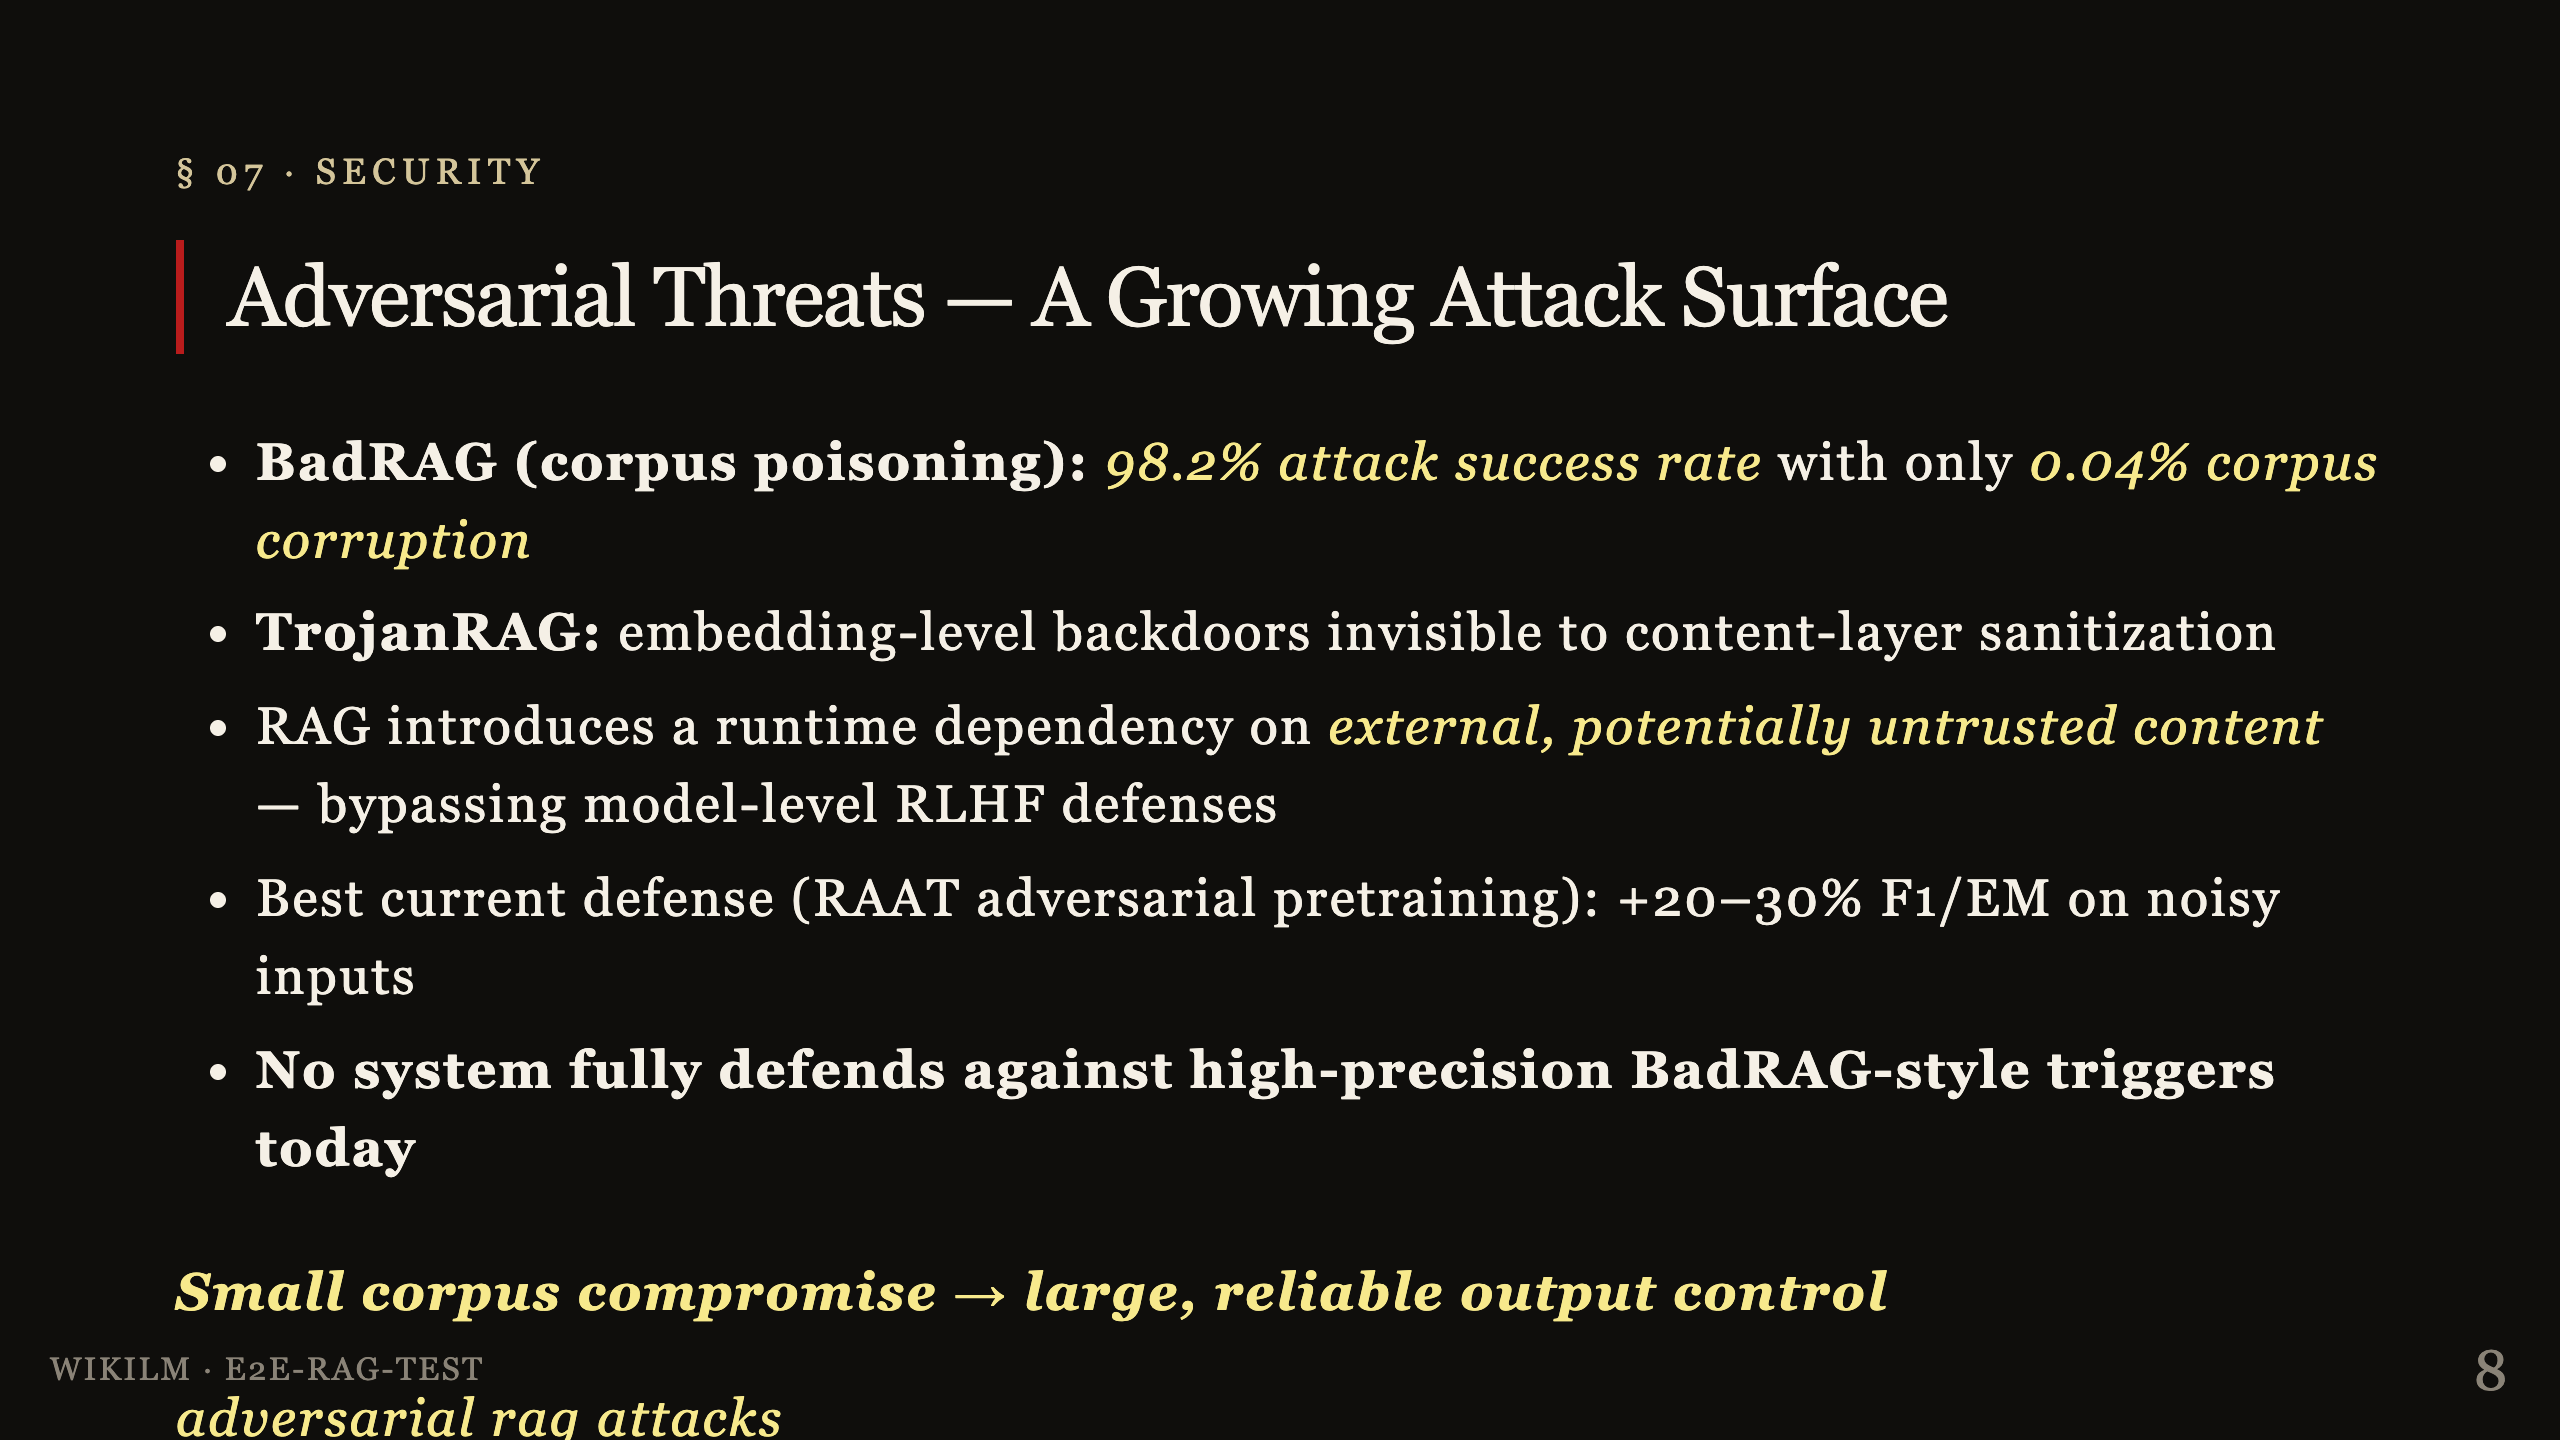 § 07 · SECURITY
Adversarial Threats — A Growing Attack Surface
• BadRAG (corpus poisoning): 98.2% attack success rate with only 0.04% corpus
corruption
• TrojanRAG: embedding-level backdoors invisible to content-layer sanitization
• RAG introduces a runtime dependency on external, potentially untrusted content
— bypassing model-level RLHF defenses
• Best current defense (RAAT adversarial pretraining): +20–30% F1/EM on noisy
inputs
• No system fully defends against high-precision BadRAG-style triggers
today
Small corpus compromise → large, reliable output control
WIKILM · E2E-RAG-TEST
8
adversarial rag attacks